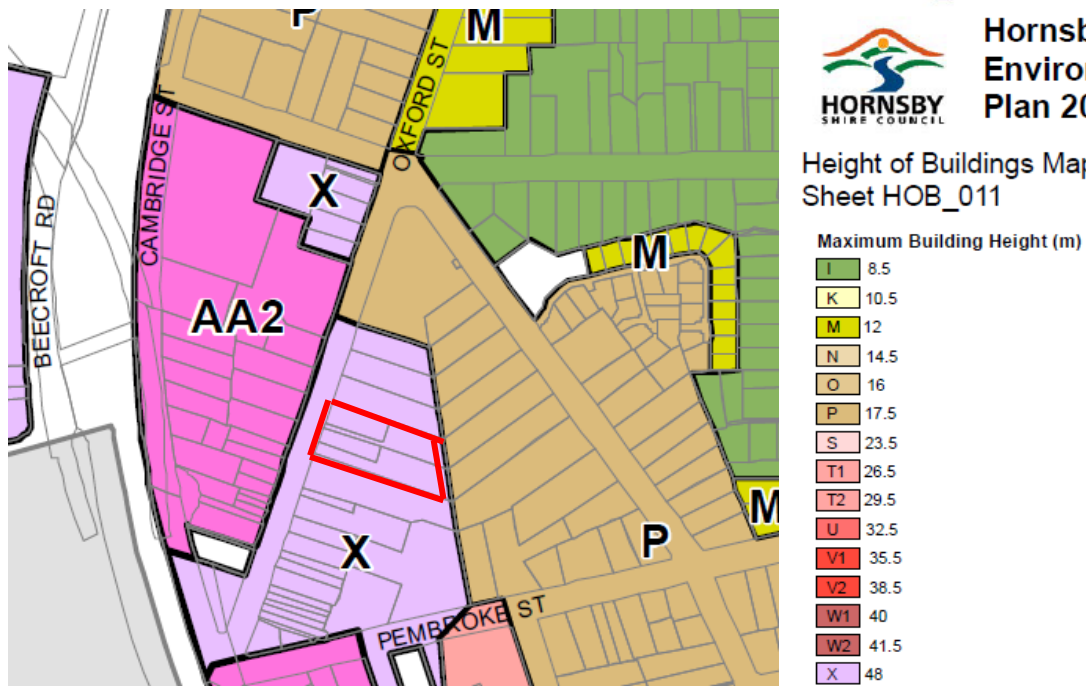 P
M
OXFORD ST
CAMBRIDGE ST
BEECROFT RD
X
M
AA2
M
X
P
PEMBROKE ST
HORNSBY
SHIRE COUNCIL
Hornsb
Environ
Plan 20
Height of Buildings Map
Sheet HOB_011
Maximum Building Height (m)
I 8.5
K 10.5
M 12
N 14.5
O 16
P 17.5
S 23.5
T1 26.5
T2 29.5
U 32.5
V1 35.5
V2 38.5
W1 40
W2 41.5
X 48